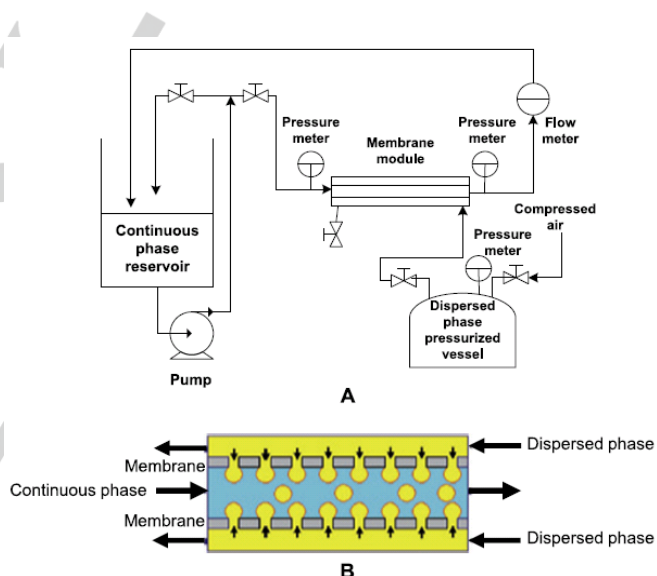 Pressure
meter
Membrane
module
Pressure
meter
Flow
meter
Continuous
phase
reservoir
Pressure
meter
Compressed
air
Dispersed
phase
pressurized
vessel
Pump
A
Membrane
Dispersed phase
Continuous phase
Membrane
Dispersed phase
B